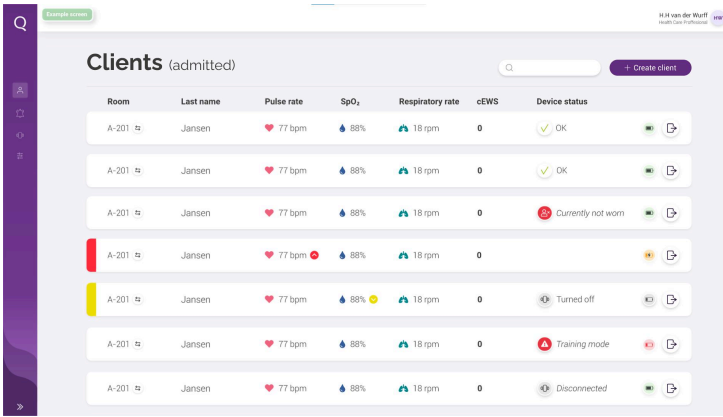 Q
Example screen
H.H van der Wurff
Health Care Professional
HW
Clients (admitted)
+ Create client
Room Last name Pulse rate SpO₂ Respiratory rate cEWS Device status
A-201 Jansen 77 bpm 88% 18 rpm 0 OK
A-201 Jansen 77 bpm 88% 18 rpm 0 OK
A-201 Jansen 77 bpm 88% 18 rpm 0 Currently not worn
A-201 Jansen 77 bpm 88% 18 rpm 0
A-201 Jansen 77 bpm 88% 18 rpm 0 Turned off
A-201 Jansen 77 bpm 88% 18 rpm 0 Training mode
A-201 Jansen 77 bpm 88% 18 rpm 0 Disconnected